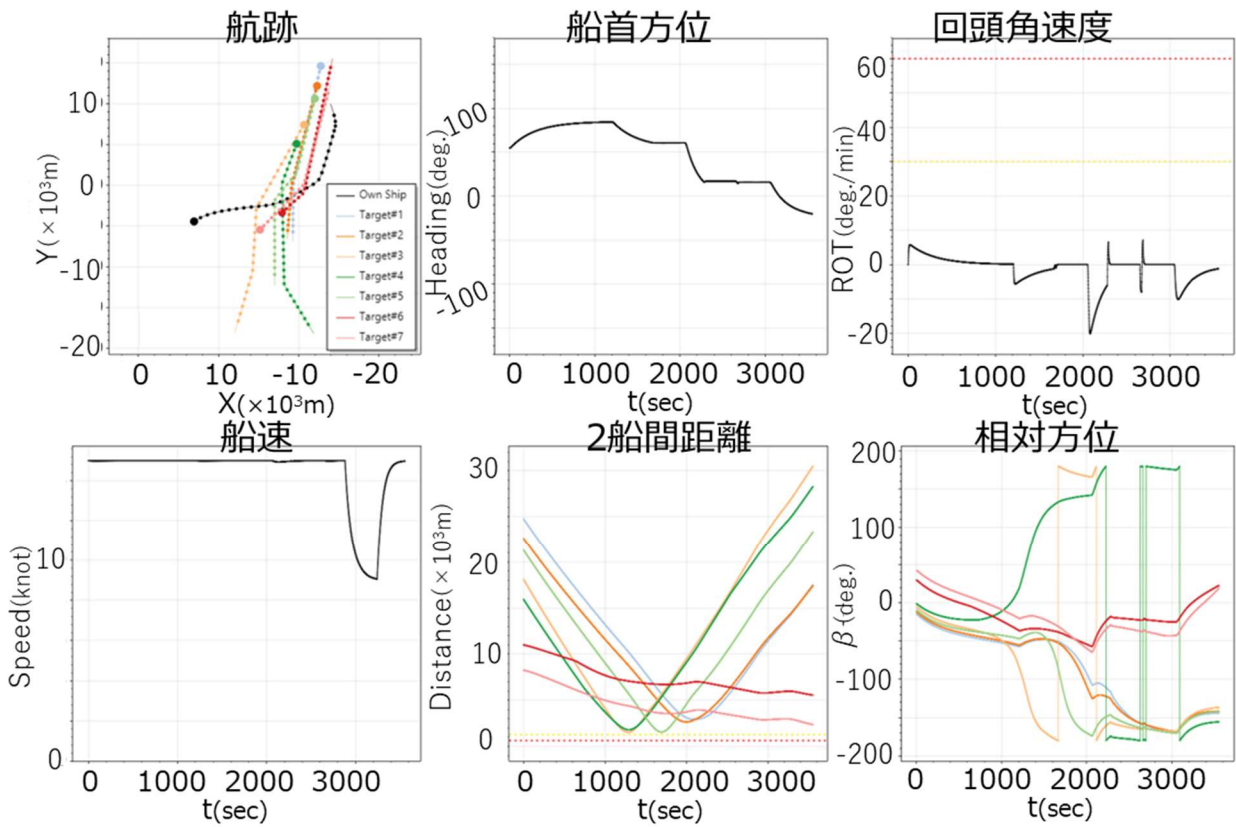 航跡
10
0
-10
-20
Y(×10³m)
0
10
-10
-20
X(×10³m)
Own Ship
Target#1
Target#2
Target#3
Target#4
Target#5
Target#6
Target#7
船首方位
100
0
-100
Heading(deg.)
0
1000
2000
3000
t(sec)
回頭角速度
60
40
20
0
-20
ROT(deg./min)
0
1000
2000
3000
t(sec)
船速
10
0
Speed(knot)
0
1000
2000
3000
t(sec)
2船間距離
30
20
10
0
Distance(×10³m)
0
1000
2000
3000
t(sec)
相対方位
200
100
0
-100
-200
β(deg.)
0
1000
2000
3000
t(sec)